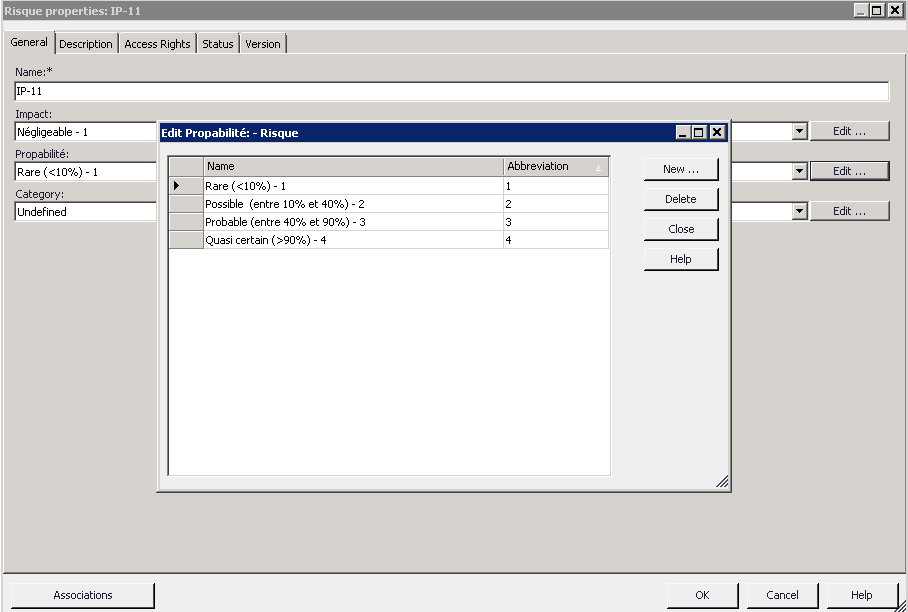 Risque properties: IP-11
General Description Access Rights Status Version
Name:*
IP-11
Impact:
Négligeable - 1 Edit ...
Propabilité:
Rare (<10%) - 1 Edit ...
Category:
Undefined Edit ...
Edit Propabilité: - Risque
Name Abbreviation
Rare (<10%) - 1 1
Possible  (entre 10% et 40%) - 2 2
Probable (entre 40% et 90%) - 3 3
Quasi certain (>90%) - 4 4
New ...
Delete
Close
Help
Associations OK Cancel Help